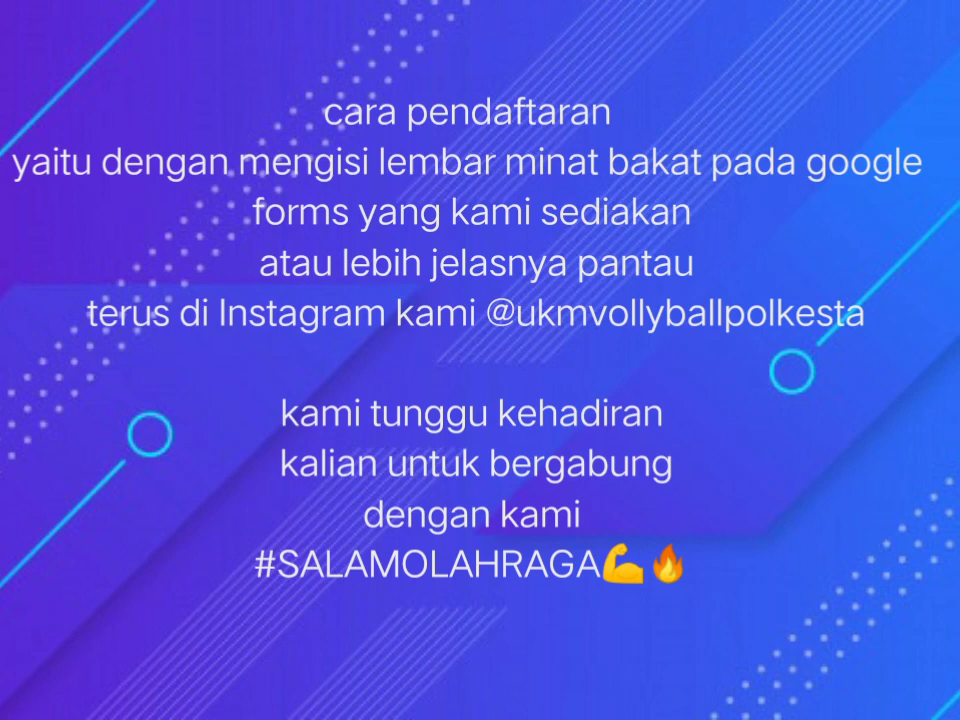 cara pendaftaran
yaitu dengan mengisi lembar minat bakat pada google
forms yang kami sediakan
atau lebih jelasnya pantau
terus di Instagram kami @ukmvollyballpolkesta
kami tunggu kehadiran
kalian untuk bergabung
dengan kami
#SALAMOLAHRAGA💪🔥